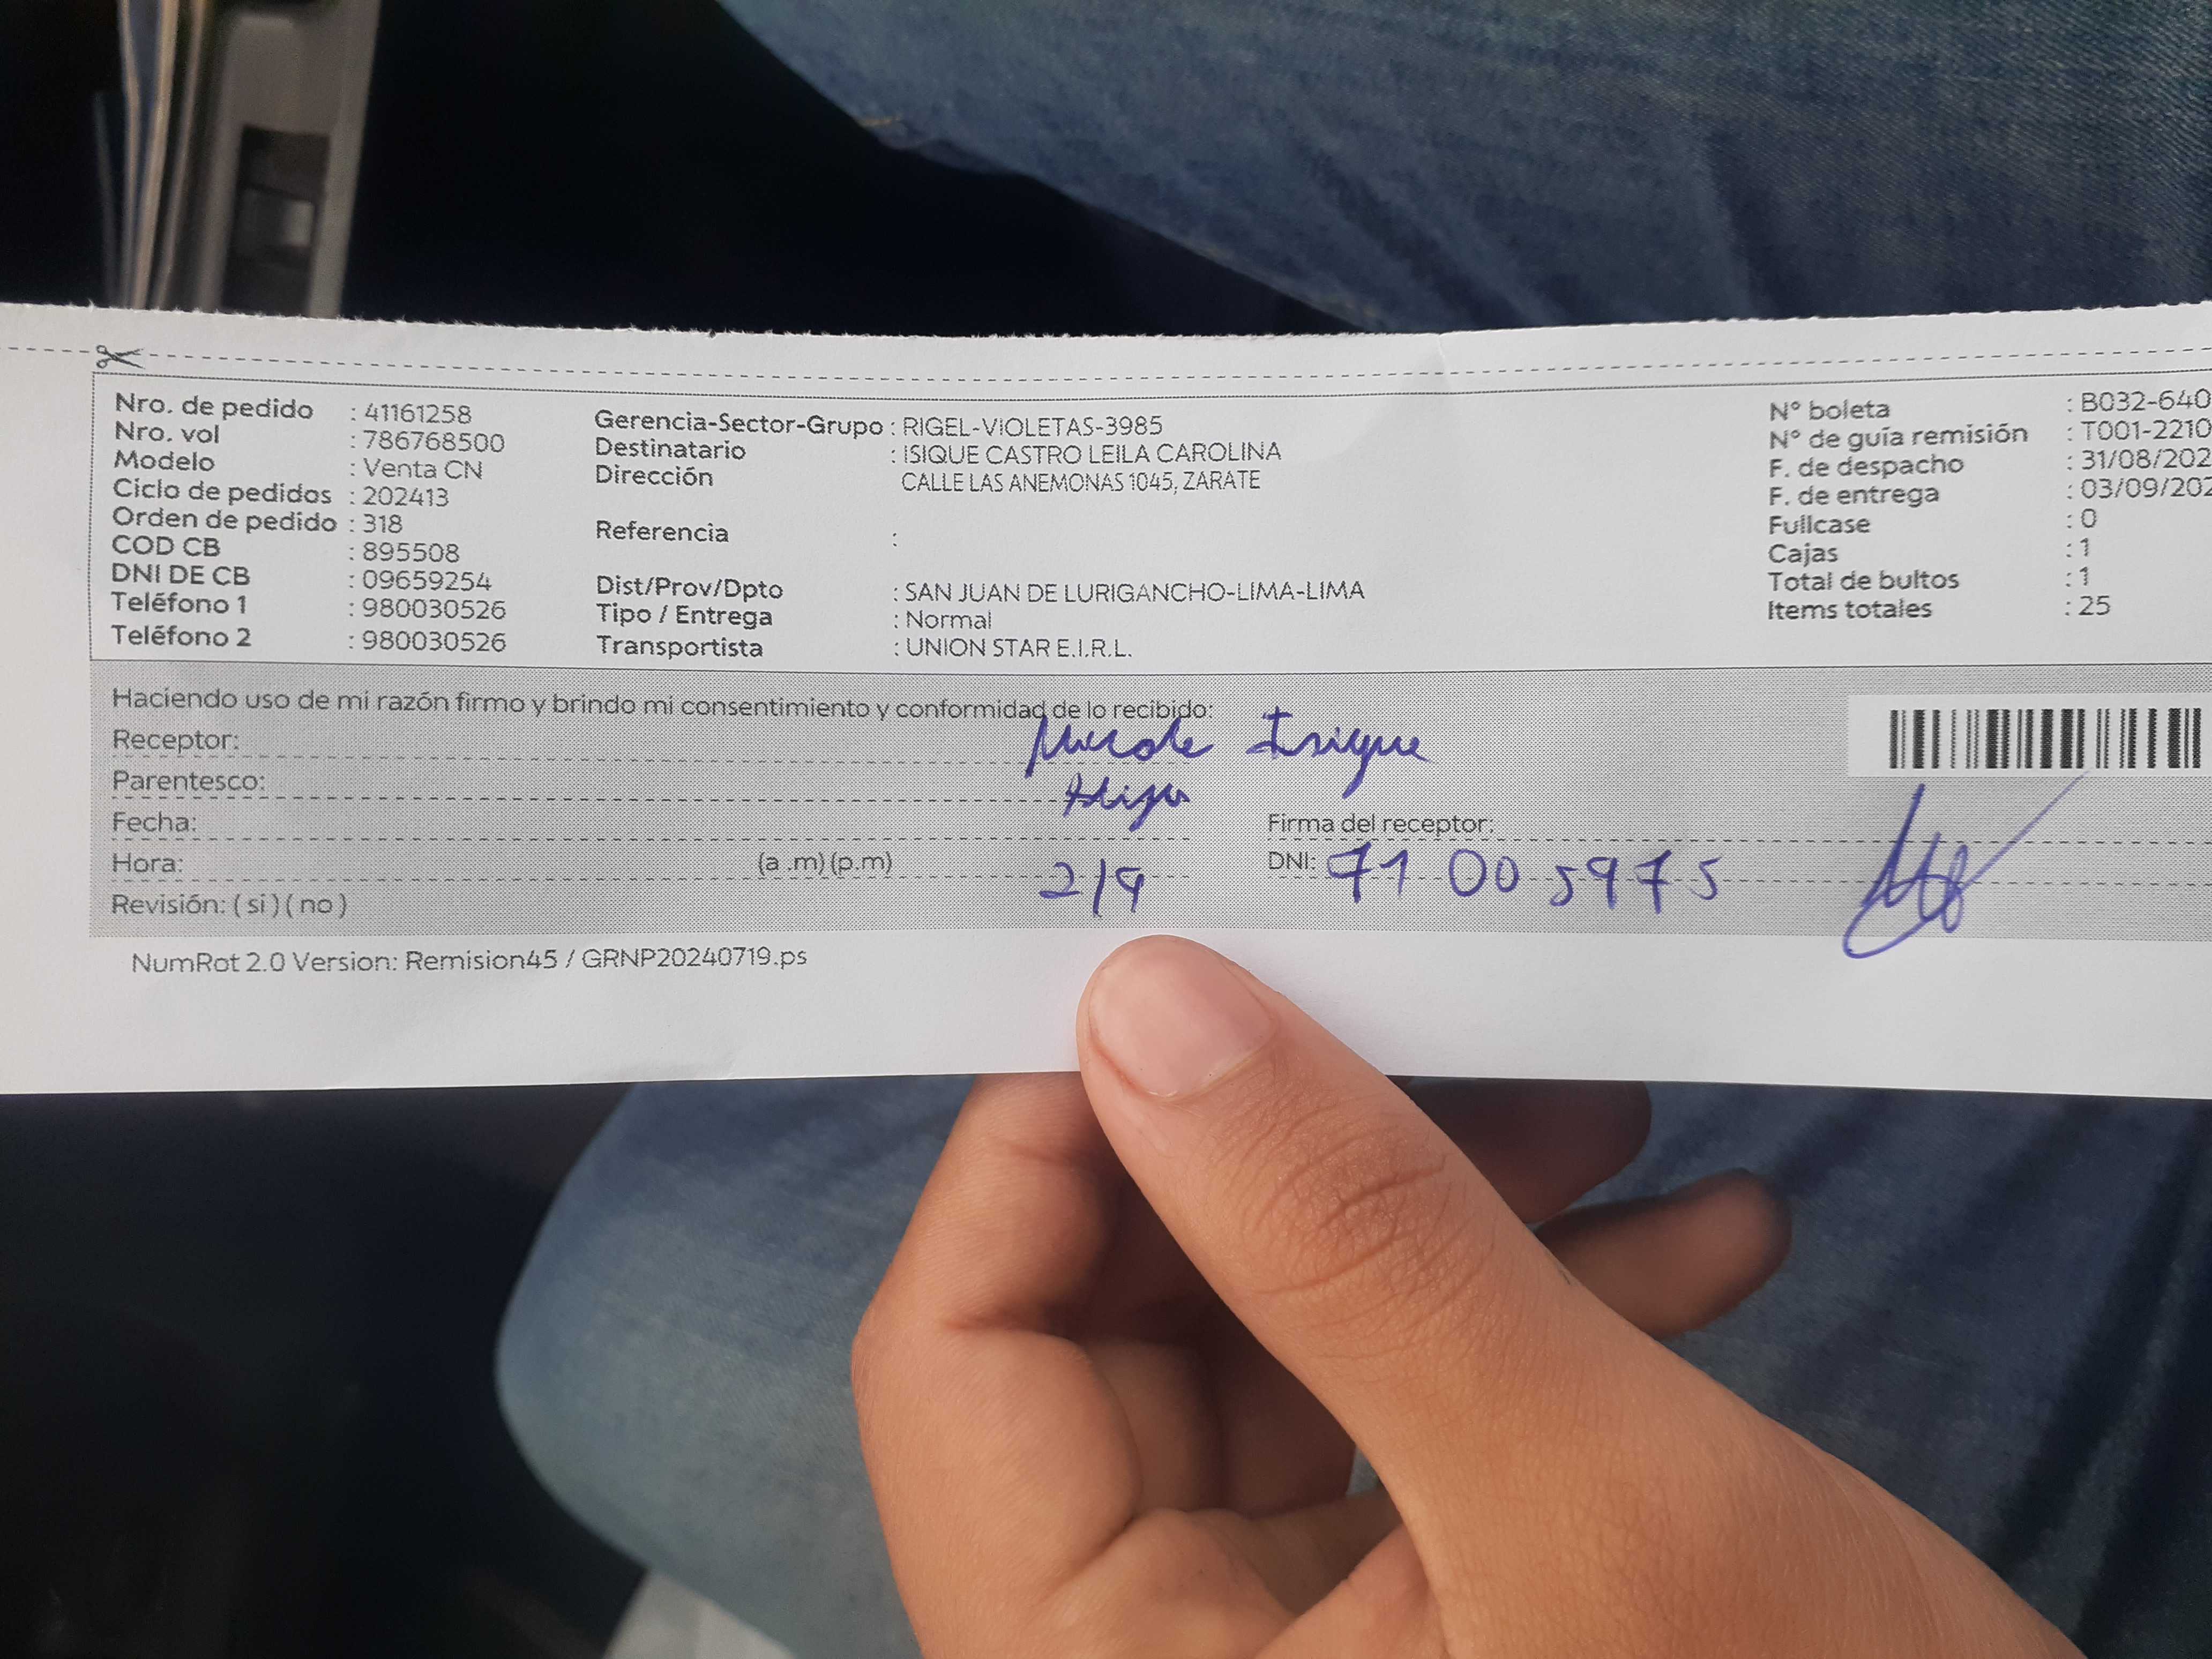 Nro. de pedido : 41161258
Nro. vol : 786768500
Modelo : Venta CN
Ciclo de pedidos : 202413
Orden de pedido : 318
COD CB : 895508
DNI DE CB : 09659254
Teléfono 1 : 980030526
Teléfono 2 : 980030526
Gerencia-Sector-Grupo : RIGEL-VIOLETAS-3985
Destinatario : ISIQUE CASTRO LEILA CAROLINA
Dirección CALLE LAS ANEMONAS 1045, ZARATE
Referencia :
Dist/Prov/Dpto : SAN JUAN DE LURIGANCHO-LIMA-LIMA
Tipo / Entrega : Normal
Transportista : UNION STAR E.I.R.L.
N° boleta : B032-640
N° de guía remisión : T001-2210
F. de despacho : 31/08/202
F. de entrega : 03/09/202
Fullcase : 0
Cajas : 1
Total de bultos : 1
Items totales : 25
Haciendo uso de mi razón firmo y brindo mi consentimiento y conformidad de lo recibido:
Receptor: Nicole Isique
Parentesco: Hija
Fecha: Firma del receptor:
Hora: (a .m) (p.m) 2/9 DNI: 71005975
Revisión: ( si ) ( no )
NumRot 2.0 Version: Remision45 / GRNP20240719.ps